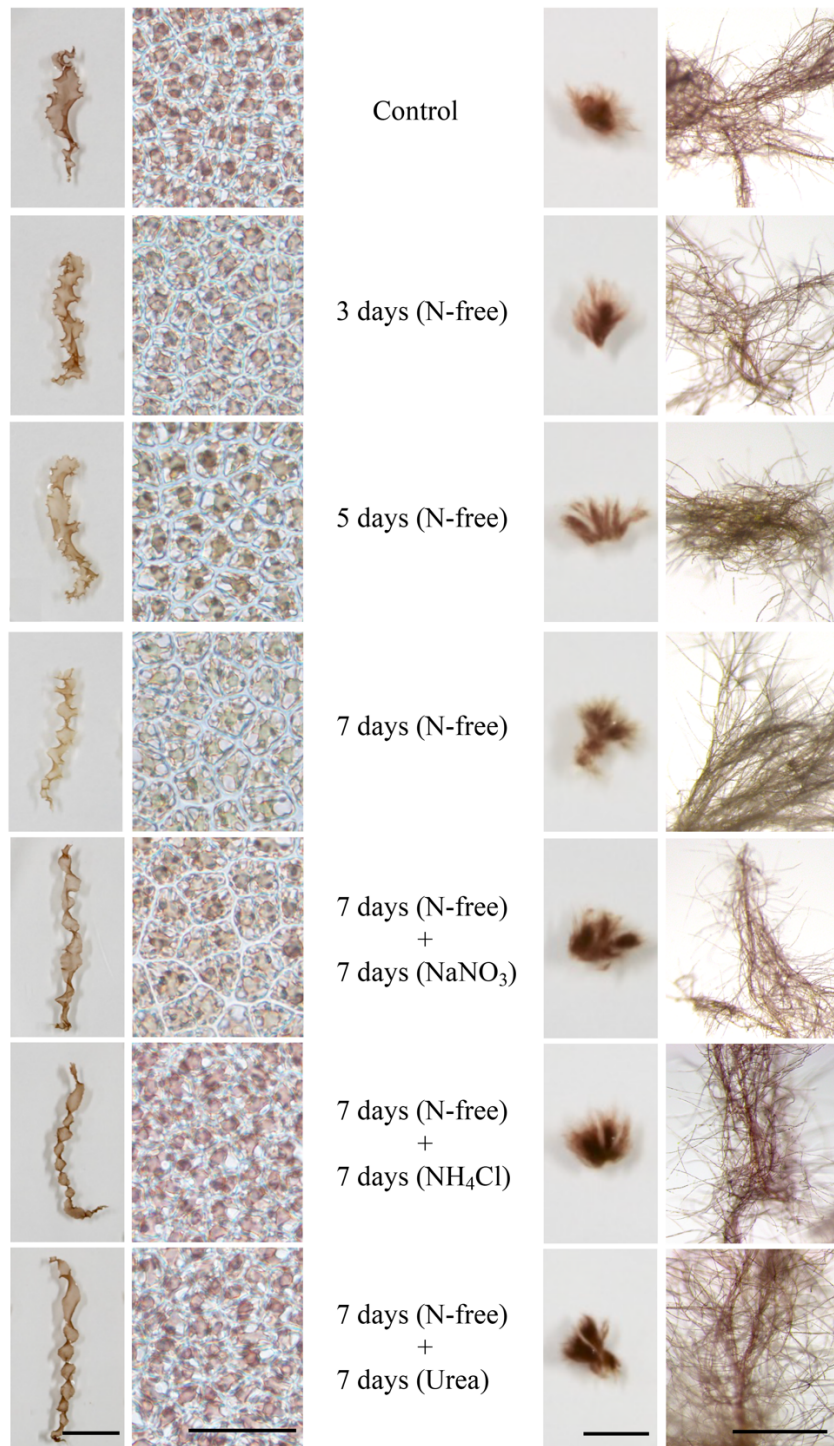 Control
3 days (N-free)
5 days (N-free)
7 days (N-free)
7 days (N-free)
+
7 days (NaNO₃)
7 days (N-free)
+
7 days (NH₄Cl)
7 days (N-free)
+
7 days (Urea)